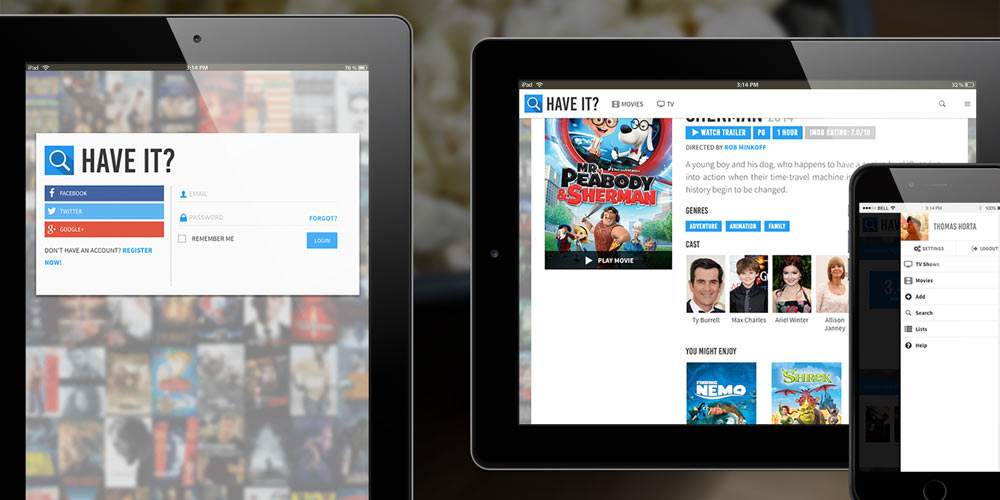 iPad 3:14 PM 76 %
HAVE IT?
FACEBOOK
TWITTER
GOOGLE+
DON'T HAVE AN ACCOUNT? REGISTER
NOW!
EMAIL
PASSWORD
FORGOT?
REMEMBER ME
LOGIN
iPad 3:14 PM 32 %
HAVE IT? MOVIES TV
SHERMAN 2014
WATCH TRAILER PG 1 HOUR IMDB RATING: 7.0/10
DIRECTED BY ROB MINKOFF
A young boy and his dog, who happens to have a
into action when their time-travel machine
history begin to be changed.
MR.
PEABODY
& SHERMAN
PLAY MOVIE
GENRES
ADVENTURE ANIMATION FAMILY
CAST
Ty Burrell Max Charles Ariel Winter Allison
Janney
YOU MIGHT ENJOY
FINDING
NEMO
SHREK
BELL 3:14 PM 100%
THOMAS HORTA
SETTINGS LOGOUT
TV Shows
Movies
Add
Search
Lists
Help